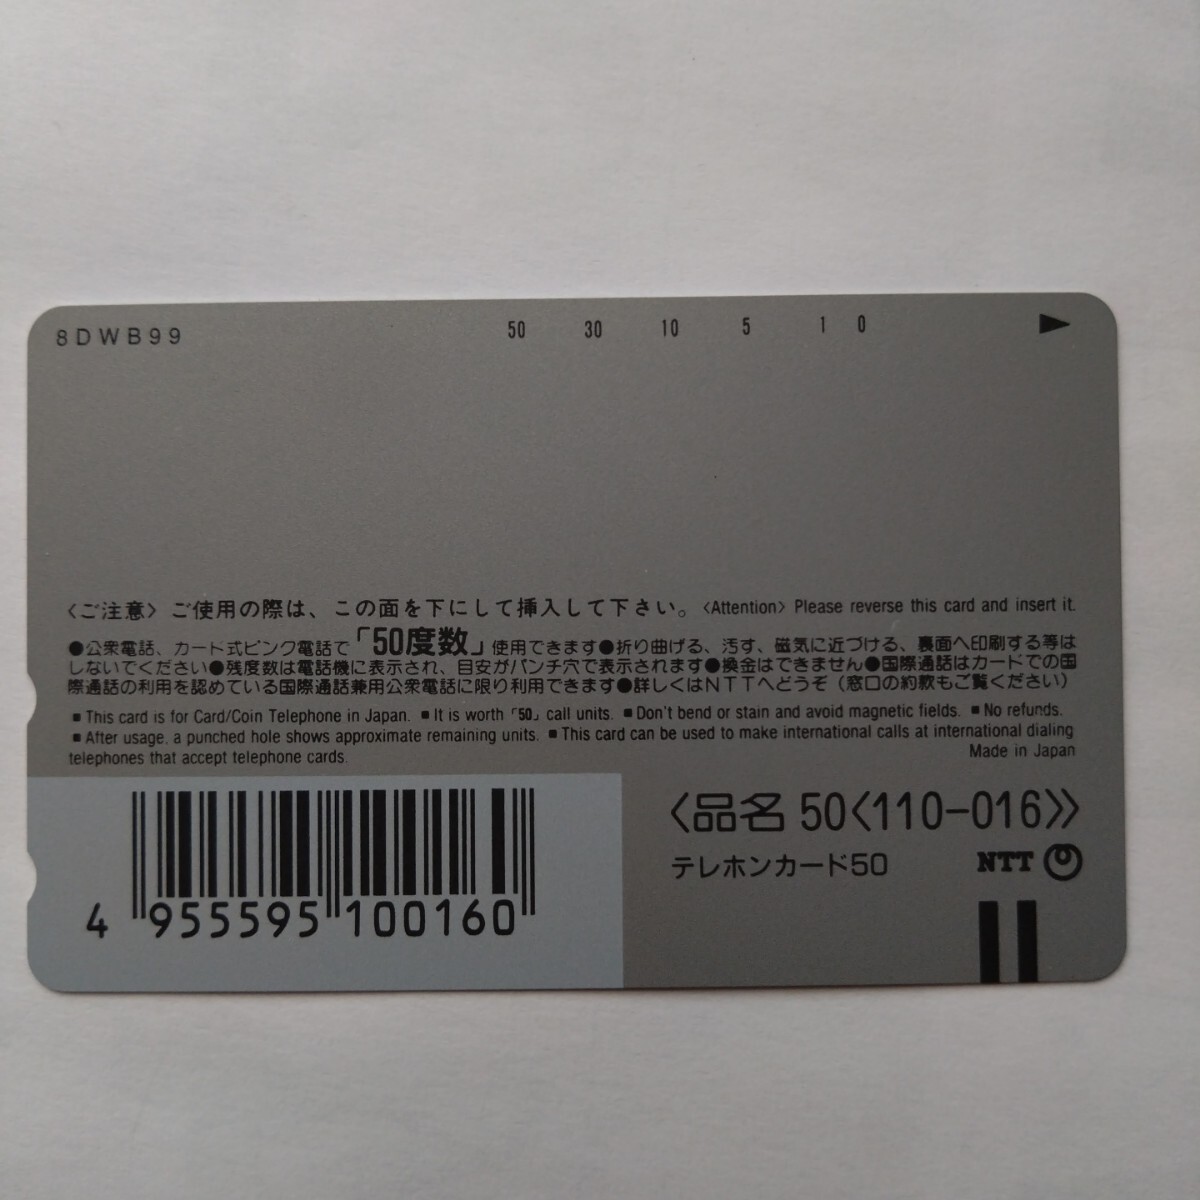 8DWB99 50 30 10 5 1 0 ▶
〈ご注意〉ご使用の際は、この面を下にして挿入して下さい。〈Attention〉Please reverse this card and insert it.
●公衆電話、カード式ピンク電話で「50度数」使用できます●折り曲げる、汚す、磁気に近づける、裏面へ印刷する等は
しないでください●残度数は電話機に表示され、目安がパンチ穴で表示されます●換金はできません●国際通話はカードでの国
際通話の利用を認めている国際通話兼用公衆電話に限り利用できます●詳しくはNTTへどうぞ（窓口の約款もご覧ください）
■ This card is for Card/Coin Telephone in Japan. ■ It is worth「50」call units. ■ Don't bend or stain and avoid magnetic fields. ■ No refunds.
■ After usage, a punched hole shows approximate remaining units. ■ This card can be used to make international calls at international dialing
telephones that accept telephone cards. Made in Japan
〈品名 50〈110-016〉〉
テレホンカード50 NTT
4 955595 100160